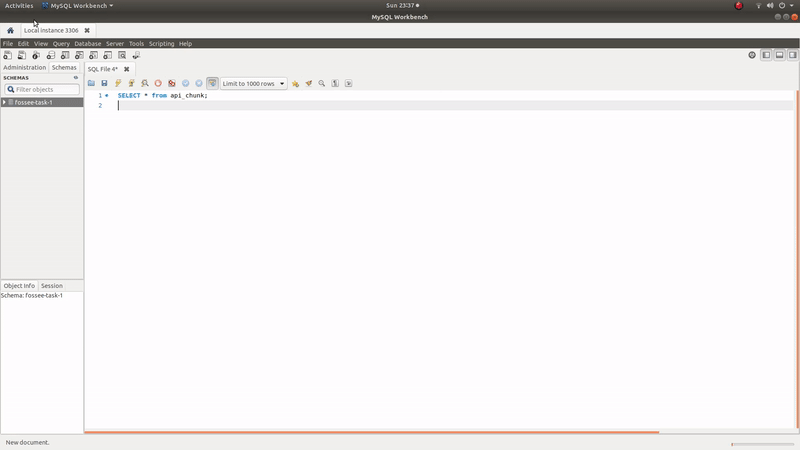 Activities MySQL Workbench Sun 23:37
MySQL Workbench
Local instance 3306
File Edit View Query Database Server Tools Scripting Help
Administration Schemas
SQL File 4*
SCHEMAS
Filter objects
Limit to 1000 rows
fossee-task-1
1 SELECT * from api_chunk;
2
Object Info Session
Schema: fossee-task-1
New document.